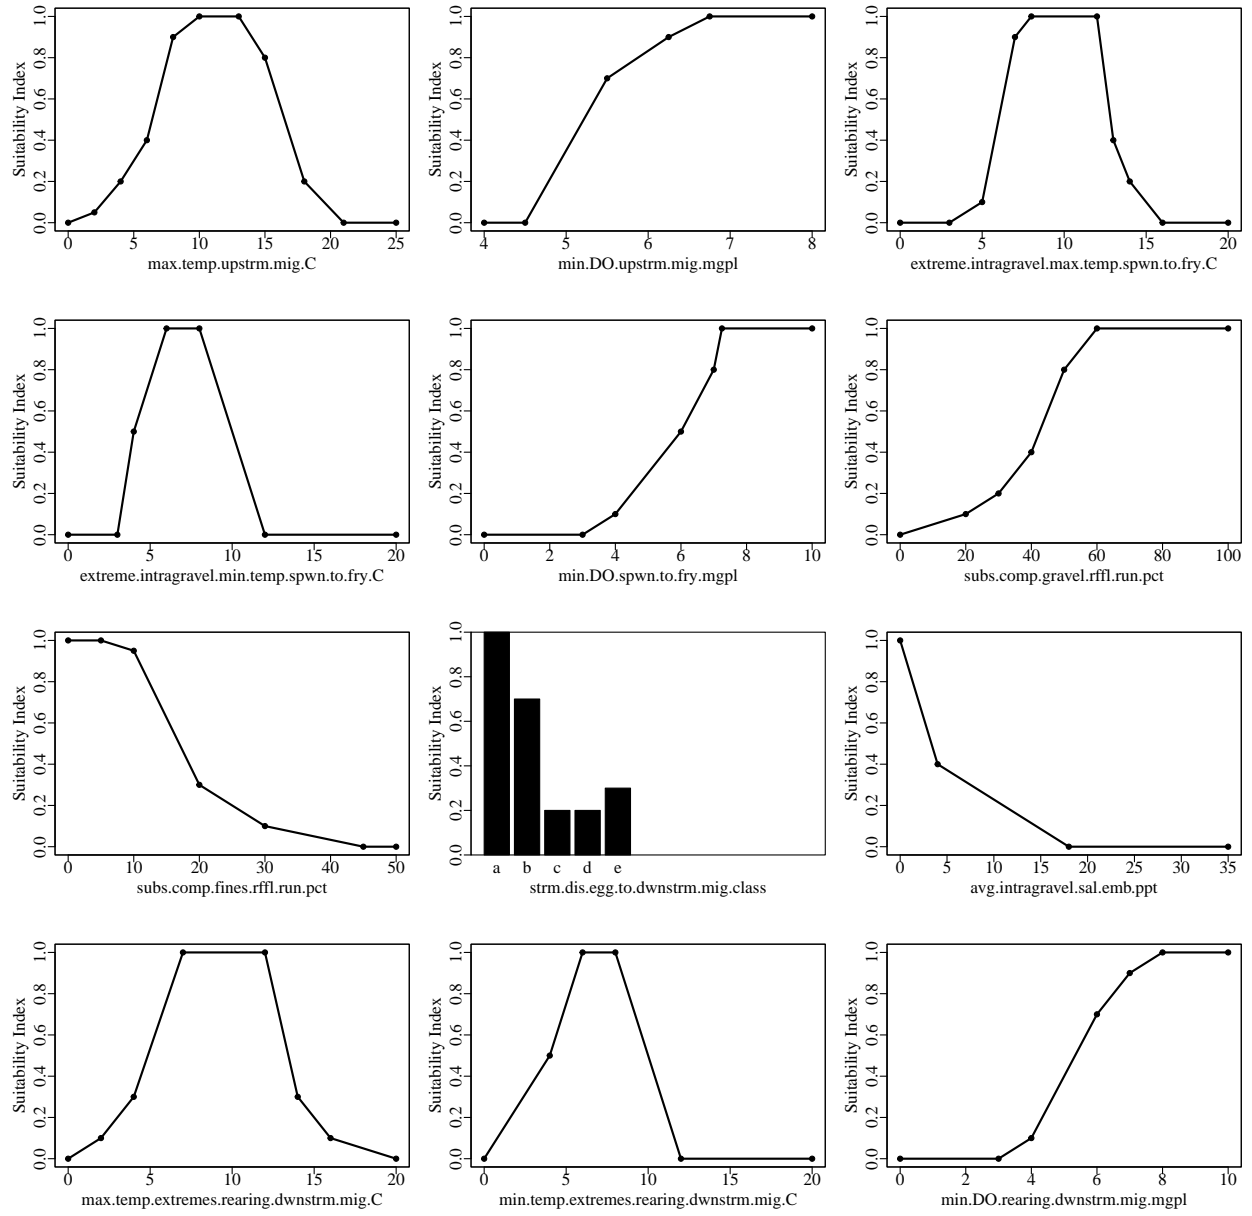 Suitability Index
0.0 0.2 0.4 0.6 0.8 1.0
0 5 10 15 20 25
max.temp.upstrm.mig.C
Suitability Index
0.0 0.2 0.4 0.6 0.8 1.0
4 5 6 7 8
min.DO.upstrm.mig.mgpl
Suitability Index
0.0 0.2 0.4 0.6 0.8 1.0
0 5 10 15 20
extreme.intragravel.max.temp.spwn.to.fry.C
Suitability Index
0.0 0.2 0.4 0.6 0.8 1.0
0 5 10 15 20
extreme.intragravel.min.temp.spwn.to.fry.C
Suitability Index
0.0 0.2 0.4 0.6 0.8 1.0
0 2 4 6 8 10
min.DO.spwn.to.fry.mgpl
Suitability Index
0.0 0.2 0.4 0.6 0.8 1.0
0 20 40 60 80 100
subs.comp.gravel.rffl.run.pct
Suitability Index
0.0 0.2 0.4 0.6 0.8 1.0
0 10 20 30 40 50
subs.comp.fines.rffl.run.pct
Suitability Index
0.0 0.2 0.4 0.6 0.8 1.0
a b c d e
strm.dis.egg.to.dwnstrm.mig.class
Suitability Index
0.0 0.2 0.4 0.6 0.8 1.0
0 5 10 15 20 25 30 35
avg.intragravel.sal.emb.ppt
Suitability Index
0.0 0.2 0.4 0.6 0.8 1.0
0 5 10 15 20
max.temp.extremes.rearing.dwnstrm.mig.C
Suitability Index
0.0 0.2 0.4 0.6 0.8 1.0
0 5 10 15 20
min.temp.extremes.rearing.dwnstrm.mig.C
Suitability Index
0.0 0.2 0.4 0.6 0.8 1.0
0 2 4 6 8 10
min.DO.rearing.dwnstrm.mig.mgpl